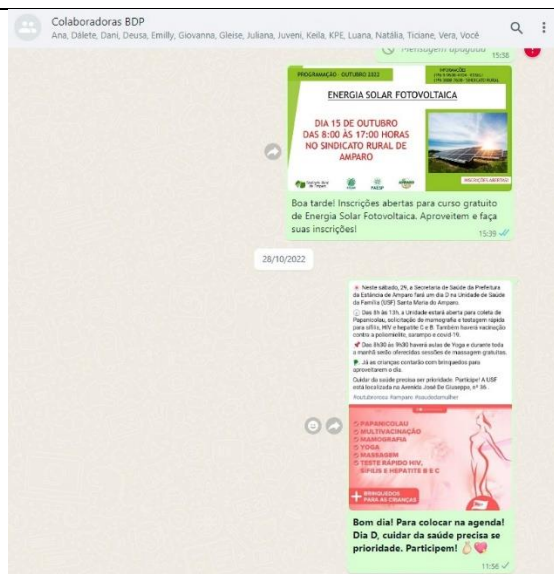 Colaboradoras BDP
Ana, Dálete, Dani, Deusa, Emilly, Giovanna, Gleise, Juliana, Juveni, Keila, KPE, Luana, Natália, Ticiane, Vera, Você
Mensagem apagada 15:38
PROGRAMAÇÃO - OUTUBRO 2022
INFORMAÇÕES
ENERGIA SOLAR FOTOVOLTAICA
DIA 15 DE OUTUBRO
DAS 8:00 ÀS 17:00 HORAS
NO SINDICATO RURAL DE
AMPARO
FAESP
INSCRIÇÕES ABERTAS
Boa tarde! Inscrições abertas para curso gratuito
de Energia Solar Fotovoltaica. Aproveitem e faça
suas inscrições!
15:39
28/10/2022
Neste sábado, 29, a Secretaria de Saúde da Prefeitura
da Estância de Amparo fará um dia D na Unidade de Saúde
da Família (USF) Santa Maria do Amparo.
Das 8h às 13h, a Unidade estará aberta para coleta de
Papanicolau, solicitação de mamografia e testagem rápida
para sífilis, HIV e hepatite C e B. Também haverá vacinação
contra a poliomielite, sarampo e covid-19.
Das 8h30 às 9h30 haverá aulas de Yoga e durante toda
a manhã serão oferecidas sessões de massagem gratuitas.
Já as crianças contarão com brinquedos para
aproveitarem o dia.
Cuidar da saúde precisa ser prioridade. Participe! A USF
está localizada na Avenida José De Giuseppe, nº 36.
#outubrorosa #amparo #saudedamulher
PAPANICOLAU
MULTIVACINAÇÃO
MAMOGRAFIA
YOGA
MASSAGEM
TESTE RÁPIDO HIV,
SÍFILIS E HEPATITE B E C
+ BRINQUEDOS
PARA AS CRIANÇAS
Bom dia! Para colocar na agenda!
Dia D, cuidar da saúde precisa se
prioridade. Participem!
11:56